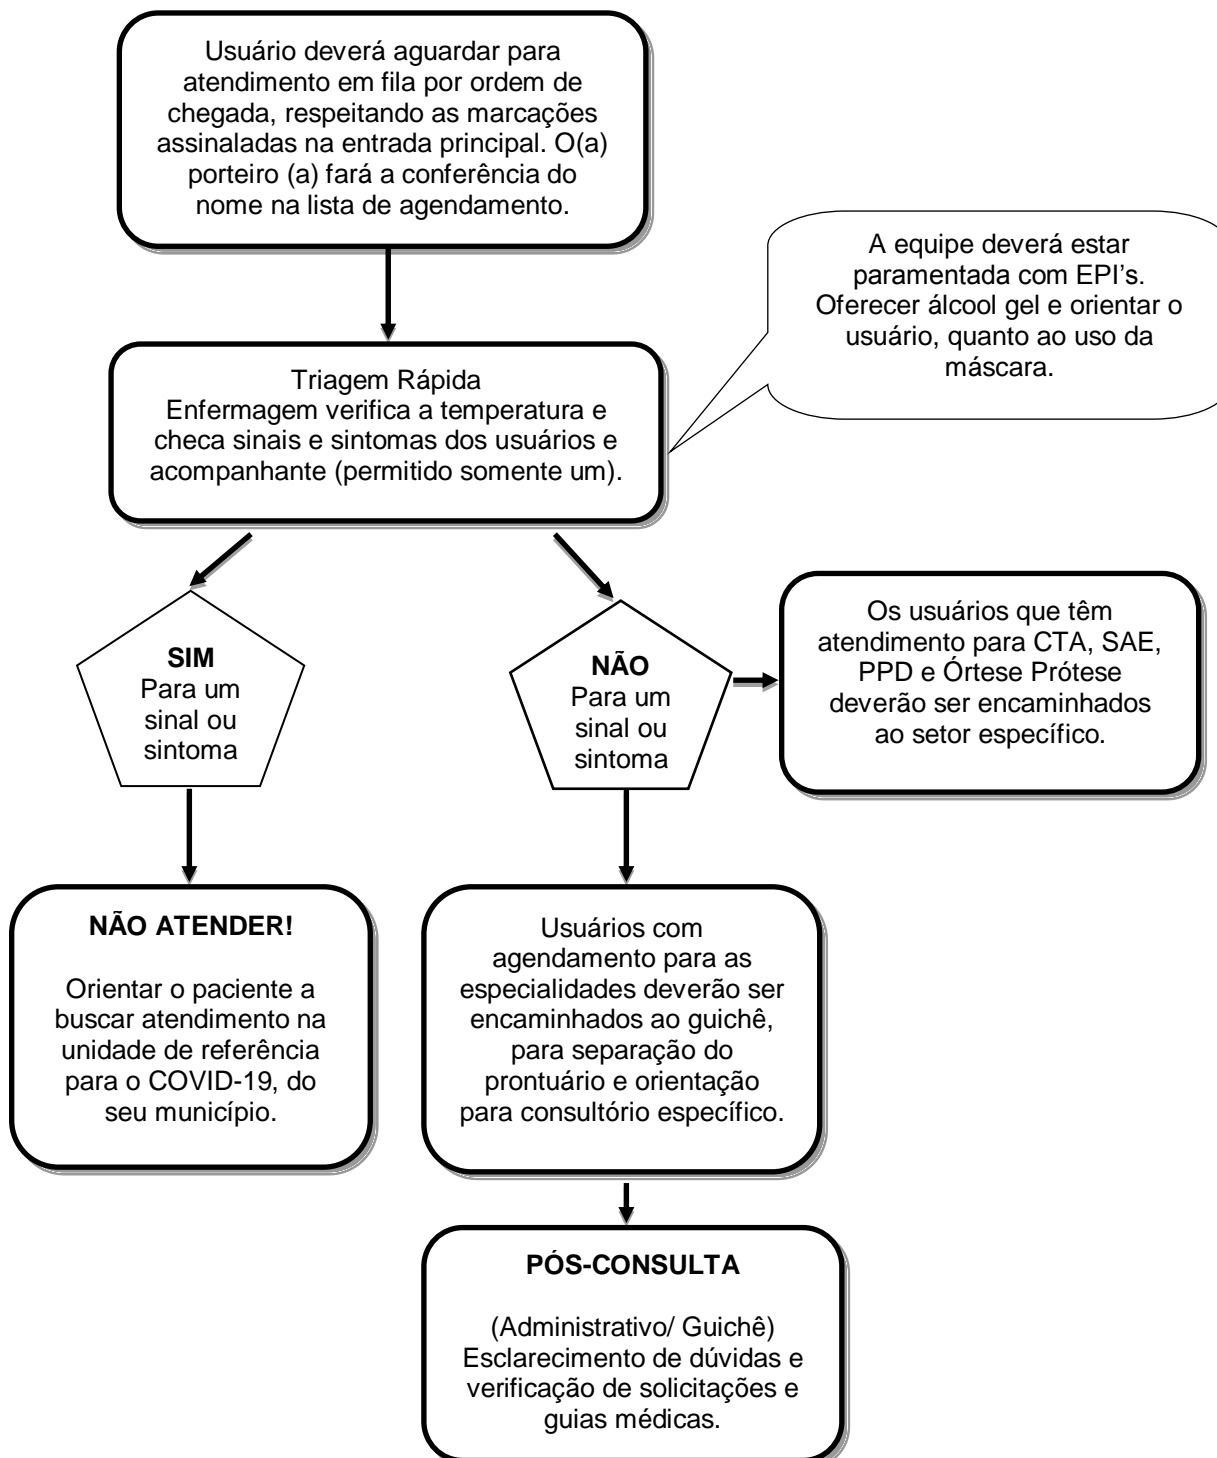 Usuário deverá aguardar para
atendimento em fila por ordem de
chegada, respeitando as marcações
assinaladas na entrada principal. O(a)
porteiro (a) fará a conferência do
nome na lista de agendamento.
A equipe deverá estar
paramentada com EPI’s.
Oferecer álcool gel e orientar o
usuário, quanto ao uso da
máscara.
Triagem Rápida
Enfermagem verifica a temperatura e
checa sinais e sintomas dos usuários e
acompanhante (permitido somente um).
SIM
Para um
sinal ou
sintoma
NÃO
Para um
sinal ou
sintoma
Os usuários que têm
atendimento para CTA, SAE,
PPD e Órtese Prótese
deverão ser encaminhados
ao setor específico.
NÃO ATENDER!
Orientar o paciente a
buscar atendimento na
unidade de referência
para o COVID-19, do
seu município.
Usuários com
agendamento para as
especialidades deverão ser
encaminhados ao guichê,
para separação do
prontuário e orientação
para consultório específico.
PÓS-CONSULTA
(Administrativo/ Guichê)
Esclarecimento de dúvidas e
verificação de solicitações e
guias médicas.